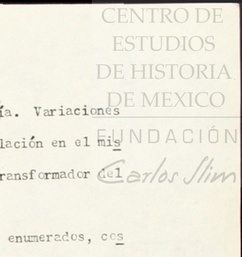 CENTRO DE
ESTUDIOS
DE HISTORIA
DE MEXICO
FUNDACIÓN
Carlos Slim
ía. Variaciones
lación en el mis
ransformador del
enumerados, cos